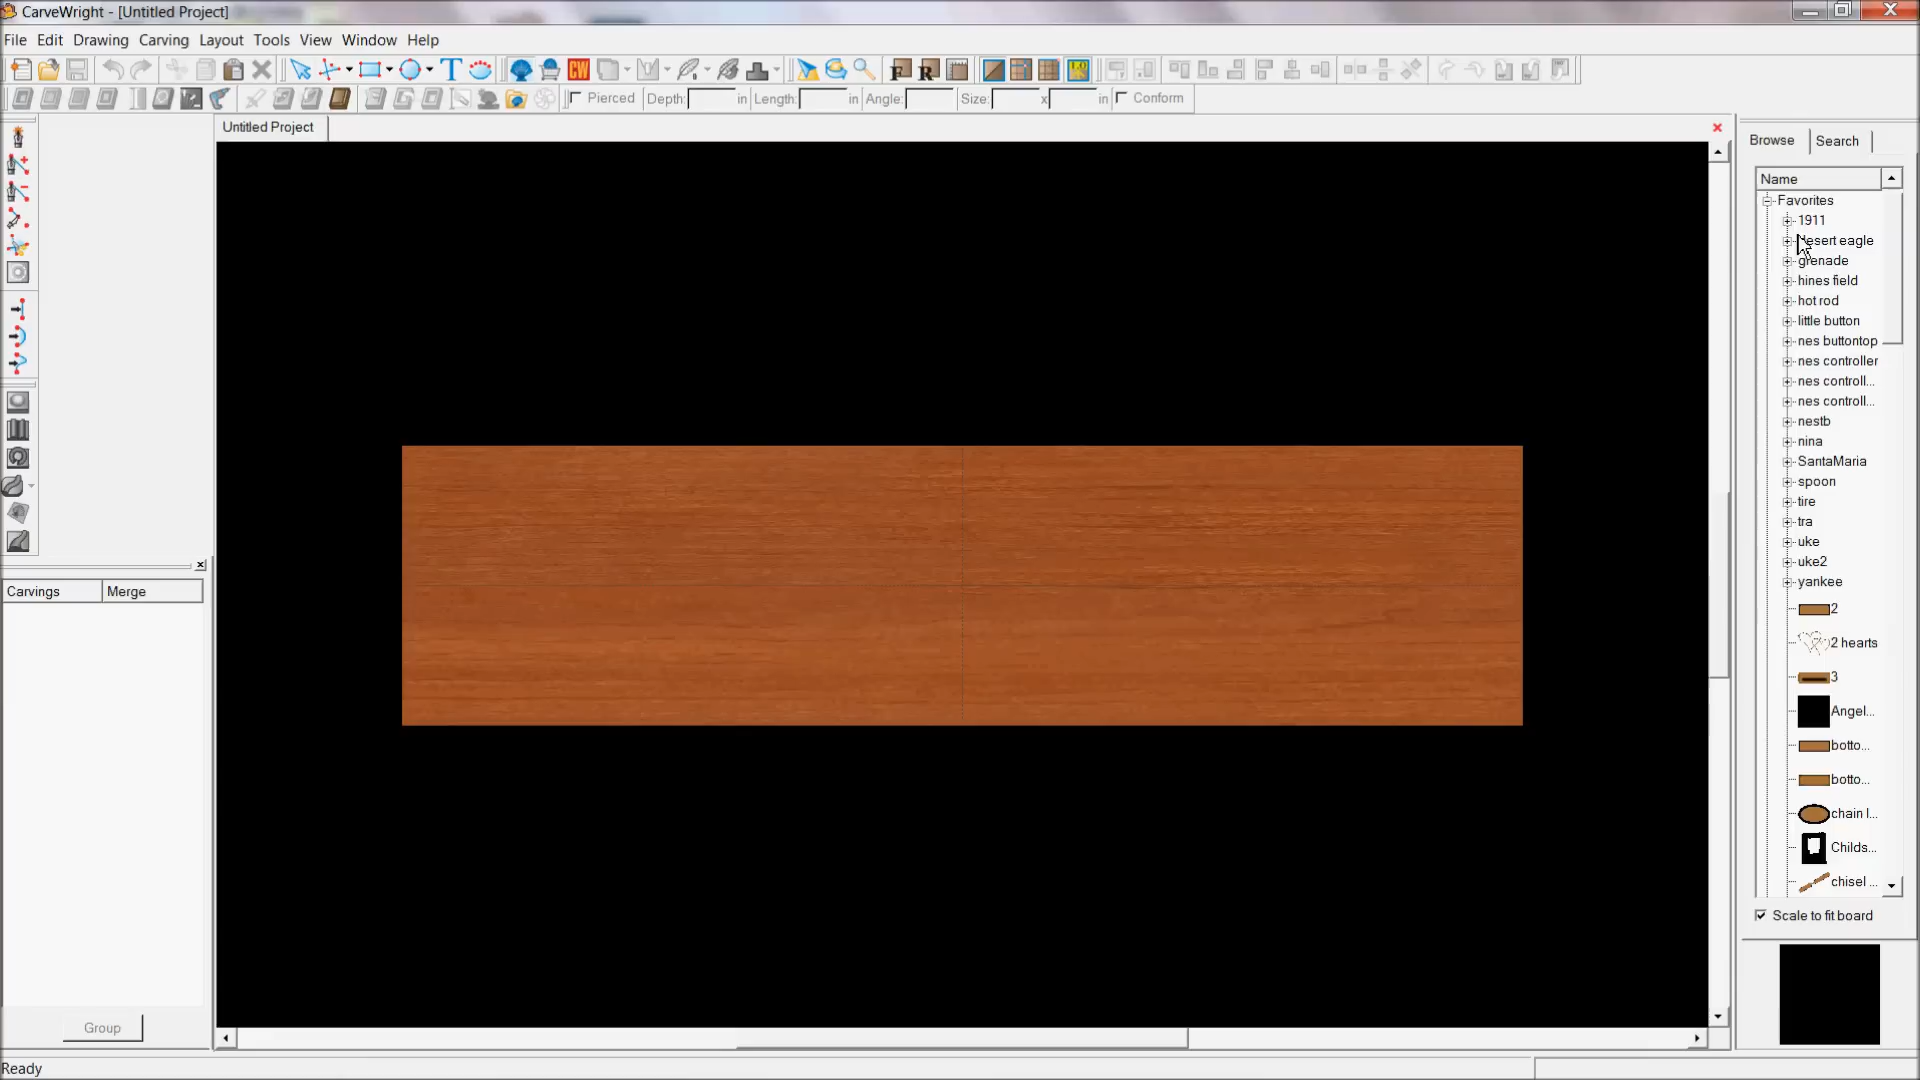 CarveWright - [Untitled Project]
File Edit Drawing Carving Layout Tools View Window Help
T CW F R
Pierced Depth: in Length: in Angle: Size: x in Conform
Untitled Project
Browse Search
Name
Favorites
1911
desert eagle
grenade
hines field
hot rod
little button
nes buttontop
nes controller
nes controll...
nes controll...
nestb
nina
SantaMaria
spoon
tire
tra
uke
uke2
yankee
2
2 hearts
3
Angel...
botto...
botto...
chain l...
Childs...
chisel ...
Scale to fit board
Carvings Merge
Group
Ready